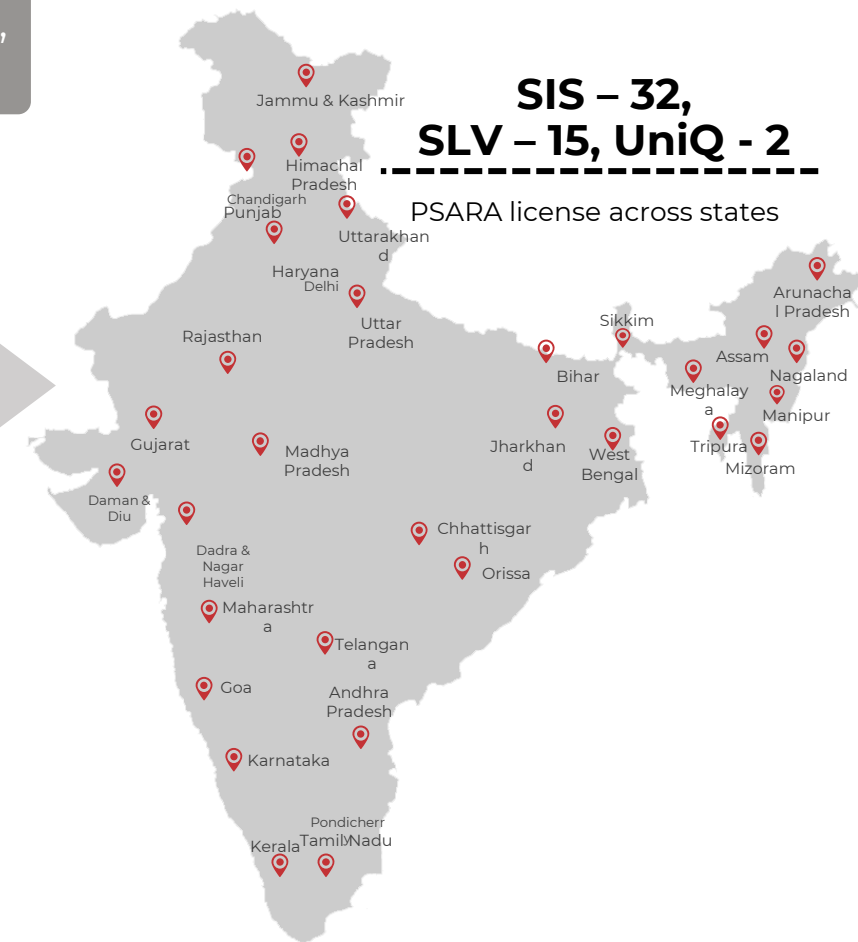 ,
SIS – 32,
SLV – 15, UniQ - 2
PSARA license across states
Jammu & Kashmir
Himachal
Pradesh
Chandigarh
Punjab
Uttarakhan
d
Haryana
Delhi
Uttar
Pradesh
Rajasthan
Sikkim
Arunacha
l Pradesh
Assam
Nagaland
Bihar
Meghalay
a
Manipur
Gujarat
Madhya
Pradesh
Jharkhan
d
West
Bengal
Tripura
Mizoram
Daman &
Diu
Chhattisgar
h
Dadra &
Nagar
Haveli
Orissa
Maharashtr
a
Telangan
a
Goa
Andhra
Pradesh
Karnataka
Pondicherr
y
Tamil Nadu
Kerala